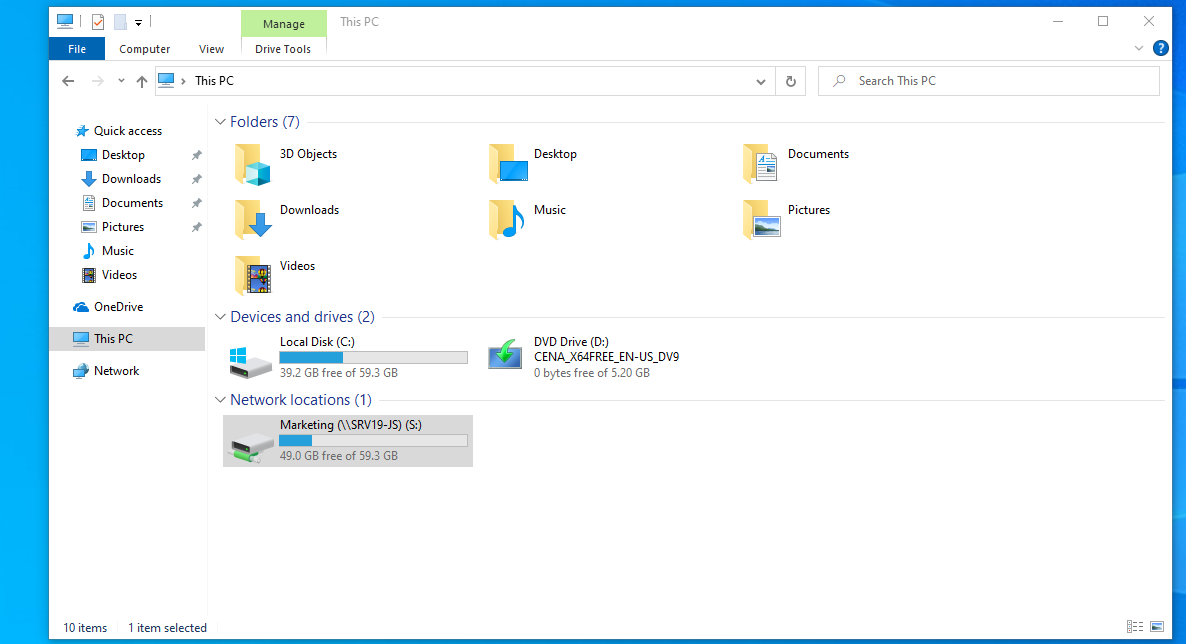 Manage
This PC
File
Computer
View
Drive Tools
?
This PC
Search This PC
Quick access
Desktop
Downloads
Documents
Pictures
Music
Videos
OneDrive
This PC
Network
Folders (7)
3D Objects
Desktop
Documents
Downloads
Music
Pictures
Videos
Devices and drives (2)
Local Disk (C:)
39.2 GB free of 59.3 GB
DVD Drive (D:)
CENA_X64FREE_EN-US_DV9
0 bytes free of 5.20 GB
Network locations (1)
Marketing (\\SRV19-JS) (S:)
49.0 GB free of 59.3 GB
10 items
1 item selected